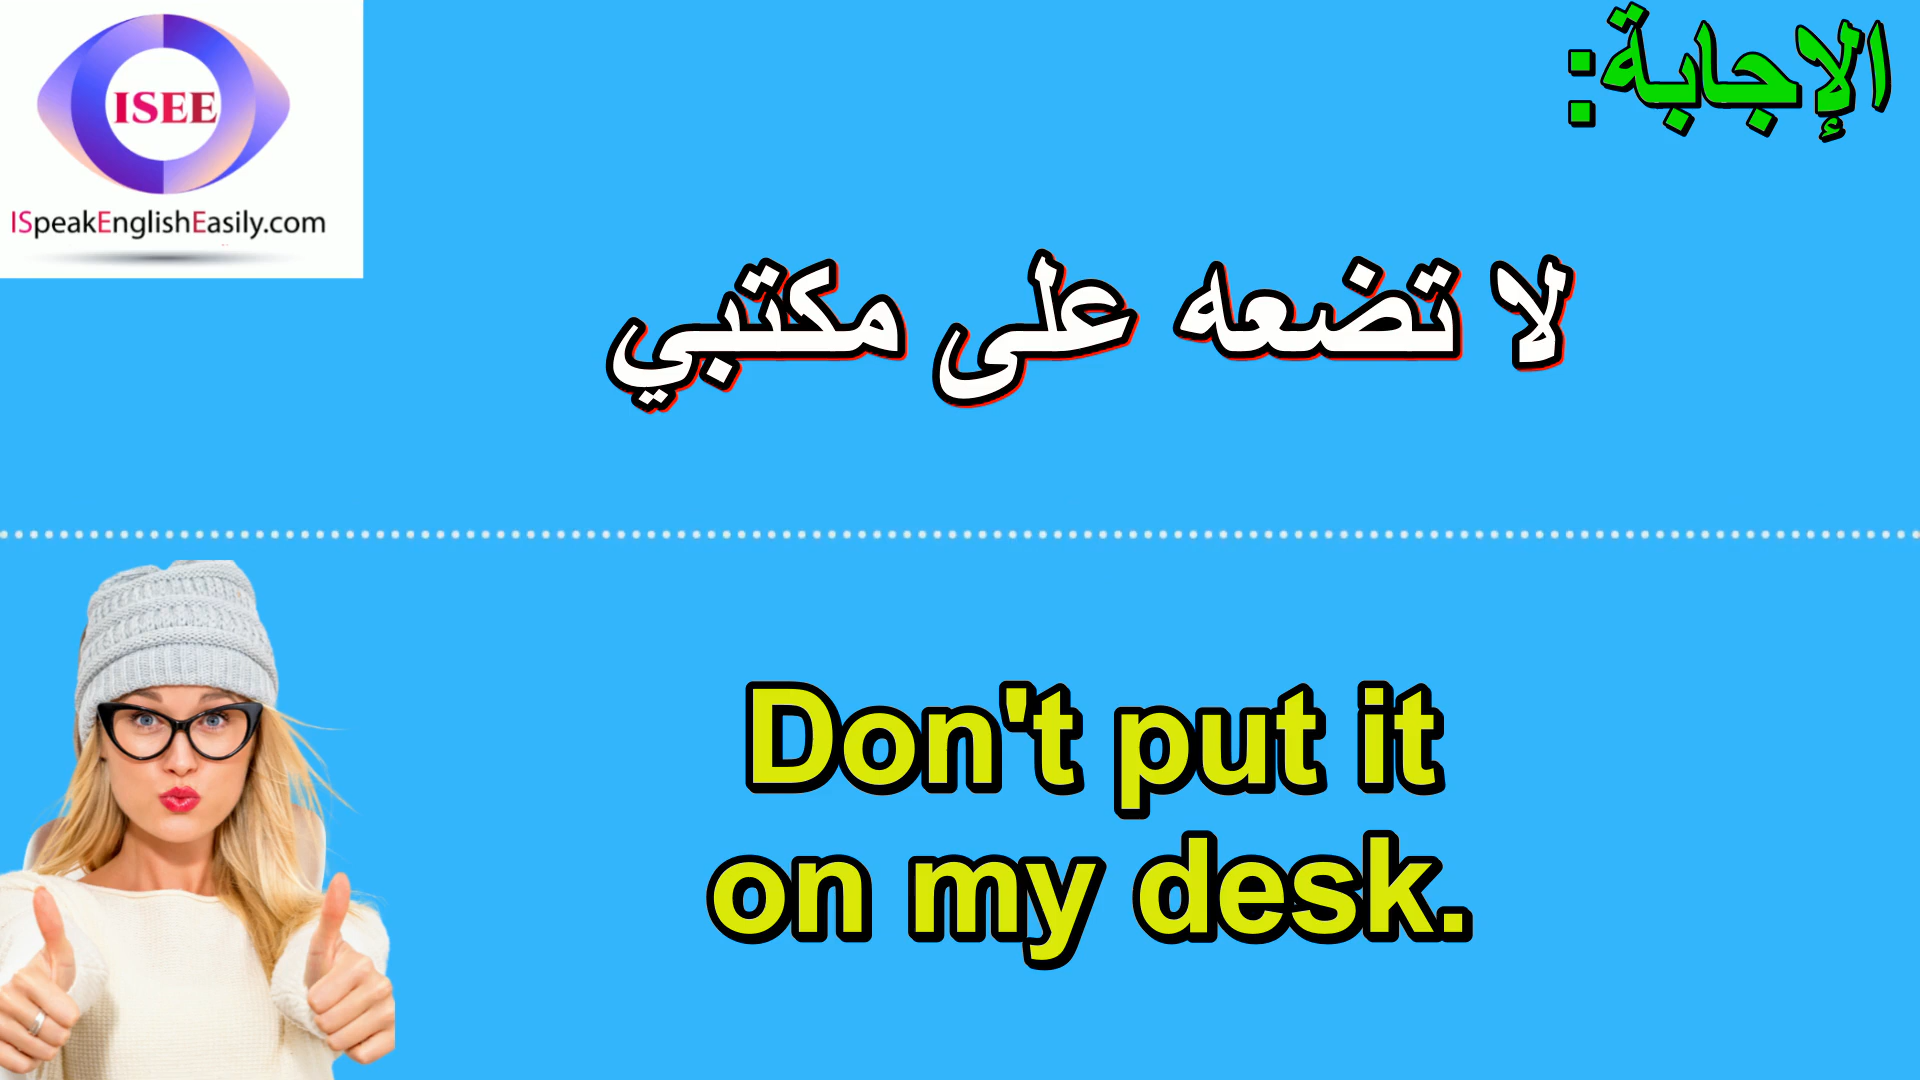 ISEE
ISpeakEnglishEasily.com
الإجابة:
لا تضعه على مكتبي
Don't put it
on my desk.